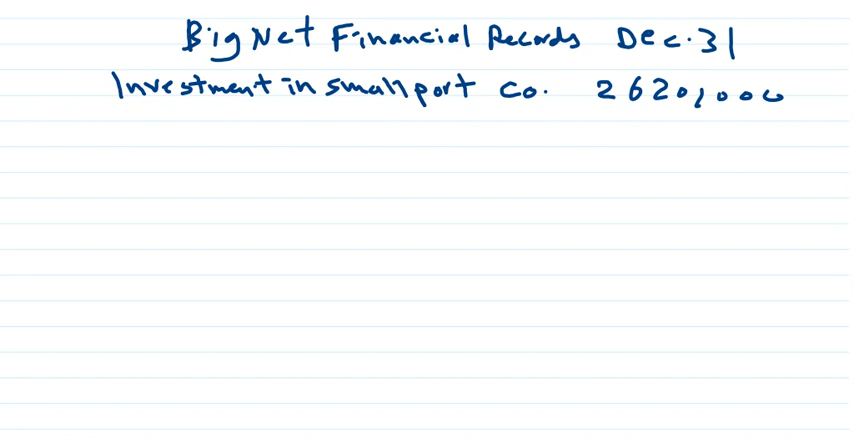 BigNet Financial Records Dec. 31
Investment in smallport Co. 2620,000